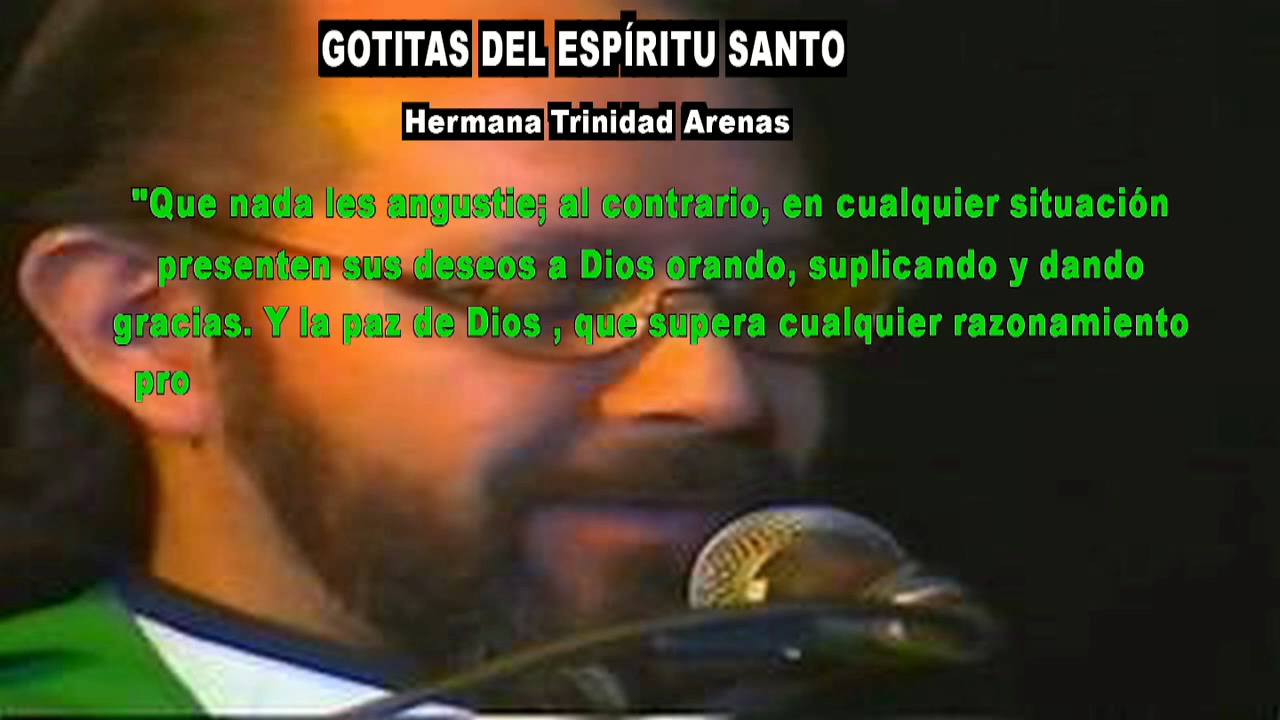 GOTITAS DEL ESPÍRITU SANTO
Hermana Trinidad Arenas
"Que nada les angustie; al contrario, en cualquier situación
presenten sus deseos a Dios orando, suplicando y dando
gracias. Y la paz de Dios , que supera cualquier razonamiento
pro